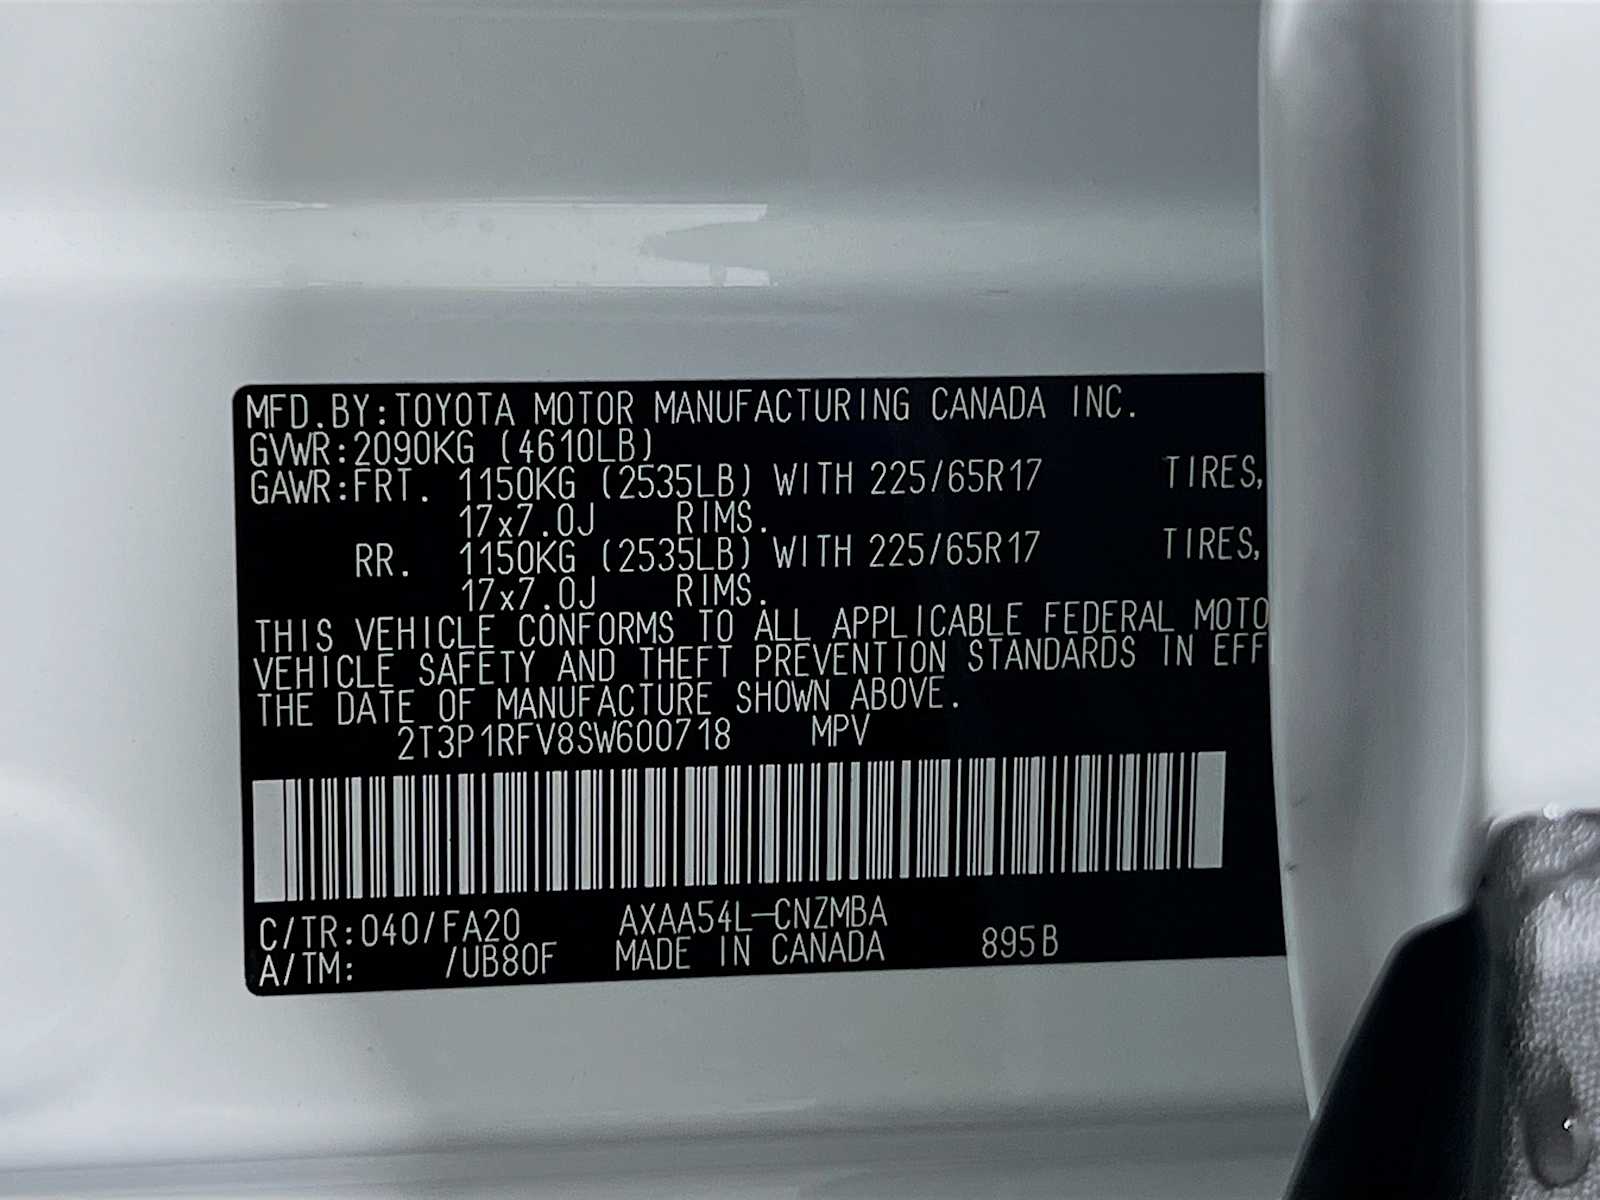 MFD.BY:TOYOTA MOTOR MANUFACTURING CANADA INC.
GVWR:2090KG (4610LB)
GAWR:FRT. 1150KG (2535LB) WITH 225/65R17 TIRES,
17x7.0J RIMS.
RR. 1150KG (2535LB) WITH 225/65R17 TIRES,
17x7.0J RIMS.
THIS VEHICLE CONFORMS TO ALL APPLICABLE FEDERAL MOTO
VEHICLE SAFETY AND THEFT PREVENTION STANDARDS IN EFF
THE DATE OF MANUFACTURE SHOWN ABOVE.
2T3P1RFV8SW600718 MPV
C/TR:040/FA20 AXAA54L-CNZMBA
A/TM: /UB80F MADE IN CANADA 895B